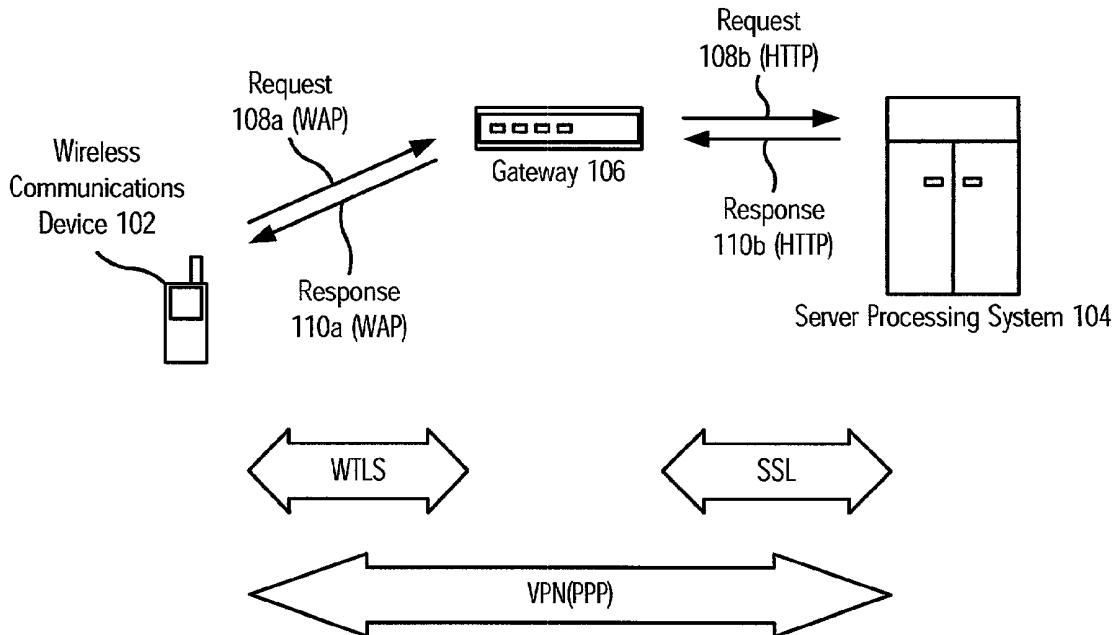 Request
108b (HTTP)
Request
108a (WAP)
Wireless
Communications
Device 102
Gateway 106
Response
110b (HTTP)
Response
110a (WAP)
Server Processing System 104
WTLS
SSL
VPN(PPP)